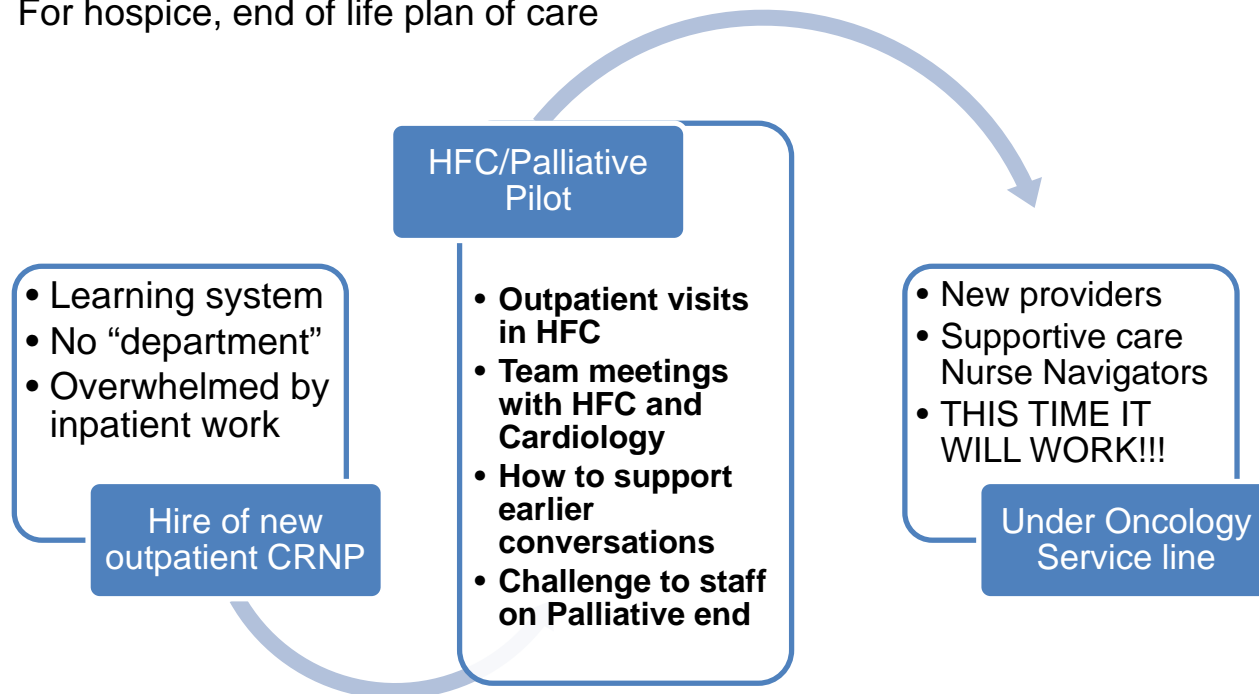 For hospice, end of life plan of care
• Learning system
• No “department”
• Overwhelmed by
inpatient work
Hire of new
outpatient CRNP
HFC/Palliative
Pilot
• Outpatient visits
in HFC
• Team meetings
with HFC and
Cardiology
• How to support
earlier
conversations
• Challenge to staff
on Palliative end
• New providers
• Supportive care
Nurse Navigators
• THIS TIME IT
WILL WORK!!!
Under Oncology
Service line